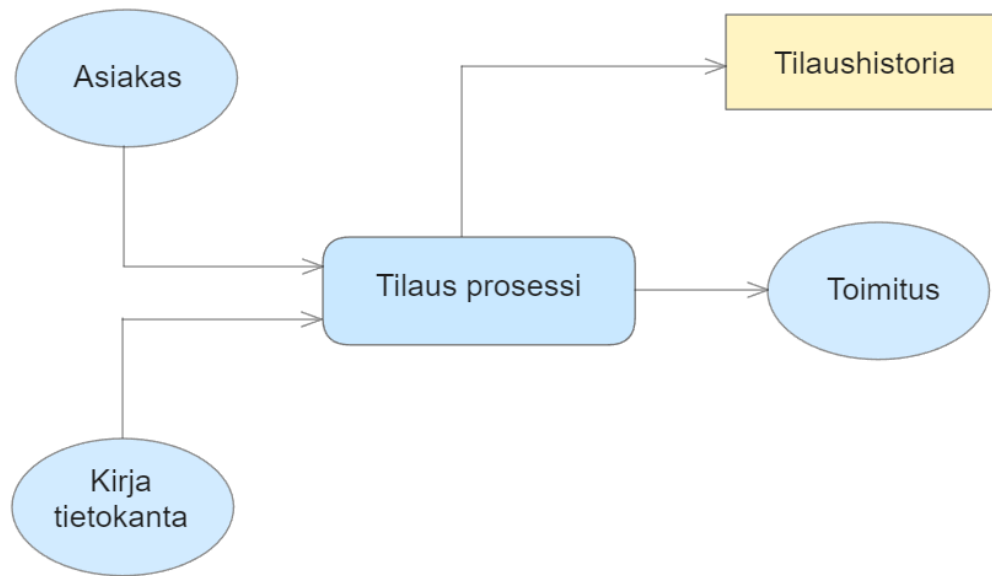 Asiakas
Tilaushistoria
Tilaus prosessi
Toimitus
Kirja
tietokanta